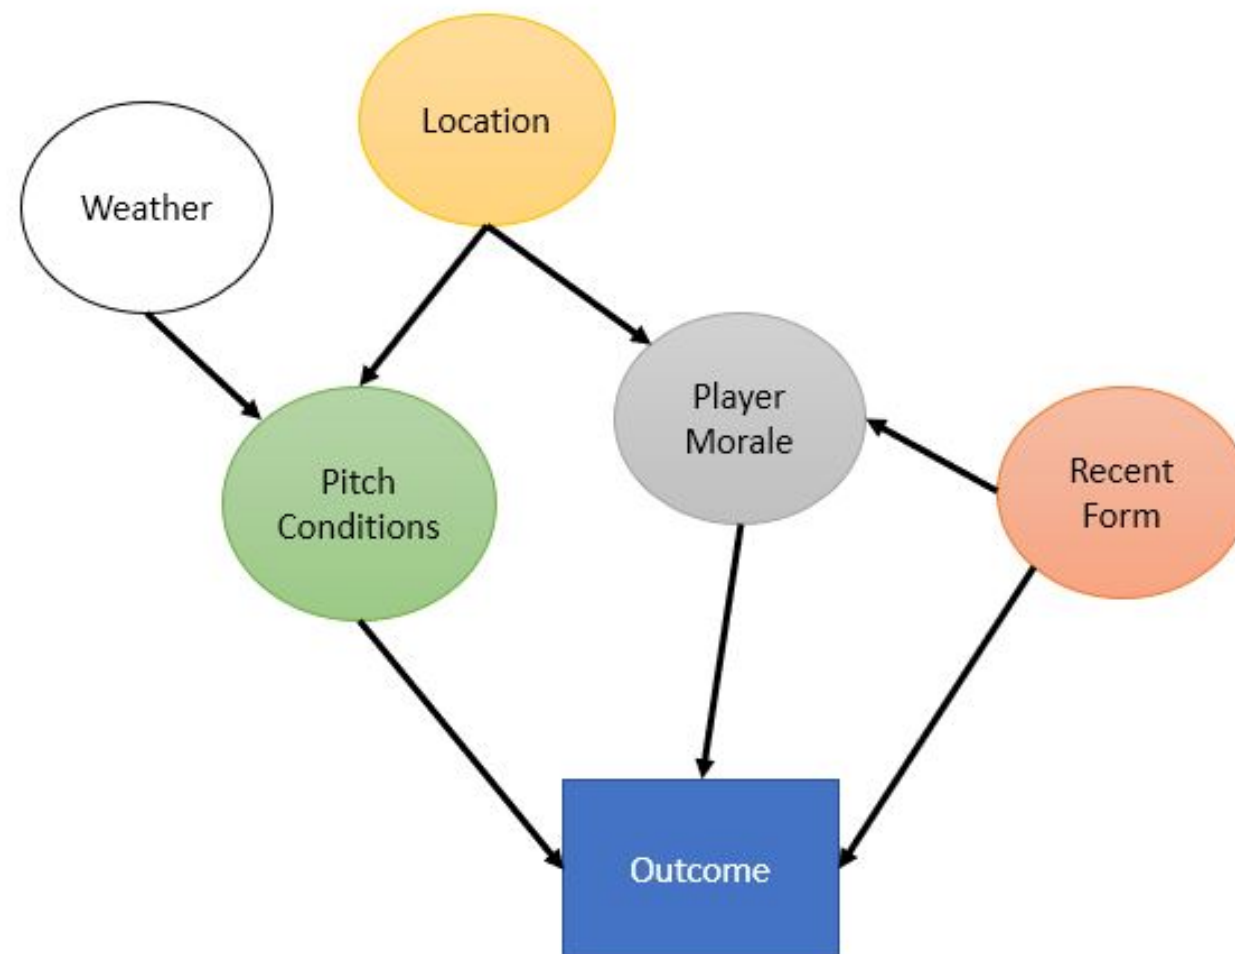 Location
Weather
Player
Morale
Recent
Form
Pitch
Conditions
Outcome